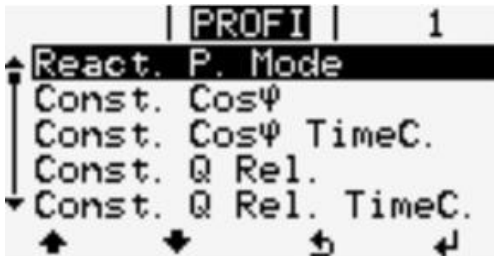 PROFI 1
React. P. Mode
Const. Cosφ
Const. Cosφ TimeC.
Const. Q Rel.
Const. Q Rel. TimeC.